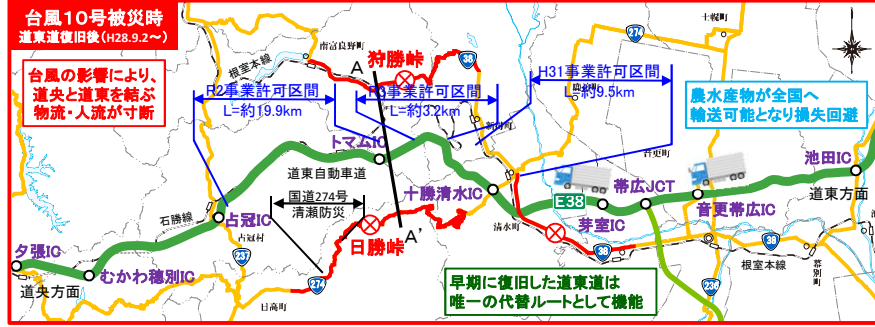 台風10号被災時
道東道復旧後(H28.9.2～)
台風の影響により、
道央と道東を結ぶ
物流・人流が寸断
南富良野町
根室本線
狩勝峠
A
38
274
士幌町
R2事業許可区間
L=約19.9km
R3事業許可区間
L=約3.2km
H31事業許可区間
L=約9.5km
農水産物が全国へ
輸送可能となり損失回避
新得町
音更町
トマムIC
道東自動車道
十勝清水IC
帯広JCT
池田IC
道東方面
国道274号
清瀬防災
石勝線
占冠IC
占冠村
E38
芽室IC
音更帯広IC
清水町
A'
日勝峠
夕張IC
むかわ穂別IC
道央方面
237
274
日高町
38
38
根室本線
幕別町
236
早期に復旧した道東道は
唯一の代替ルートとして機能